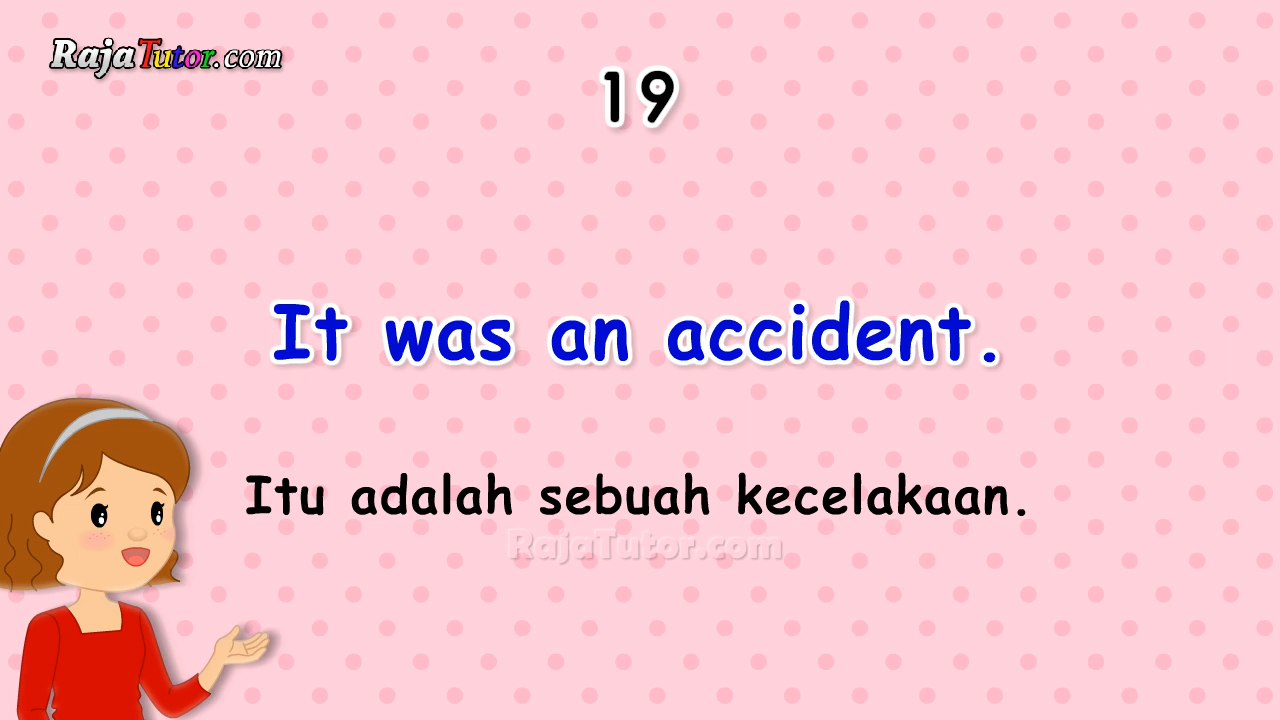 RajaTutor.com
19
It was an accident.
Itu adalah sebuah kecelakaan.
RajaTutor.com